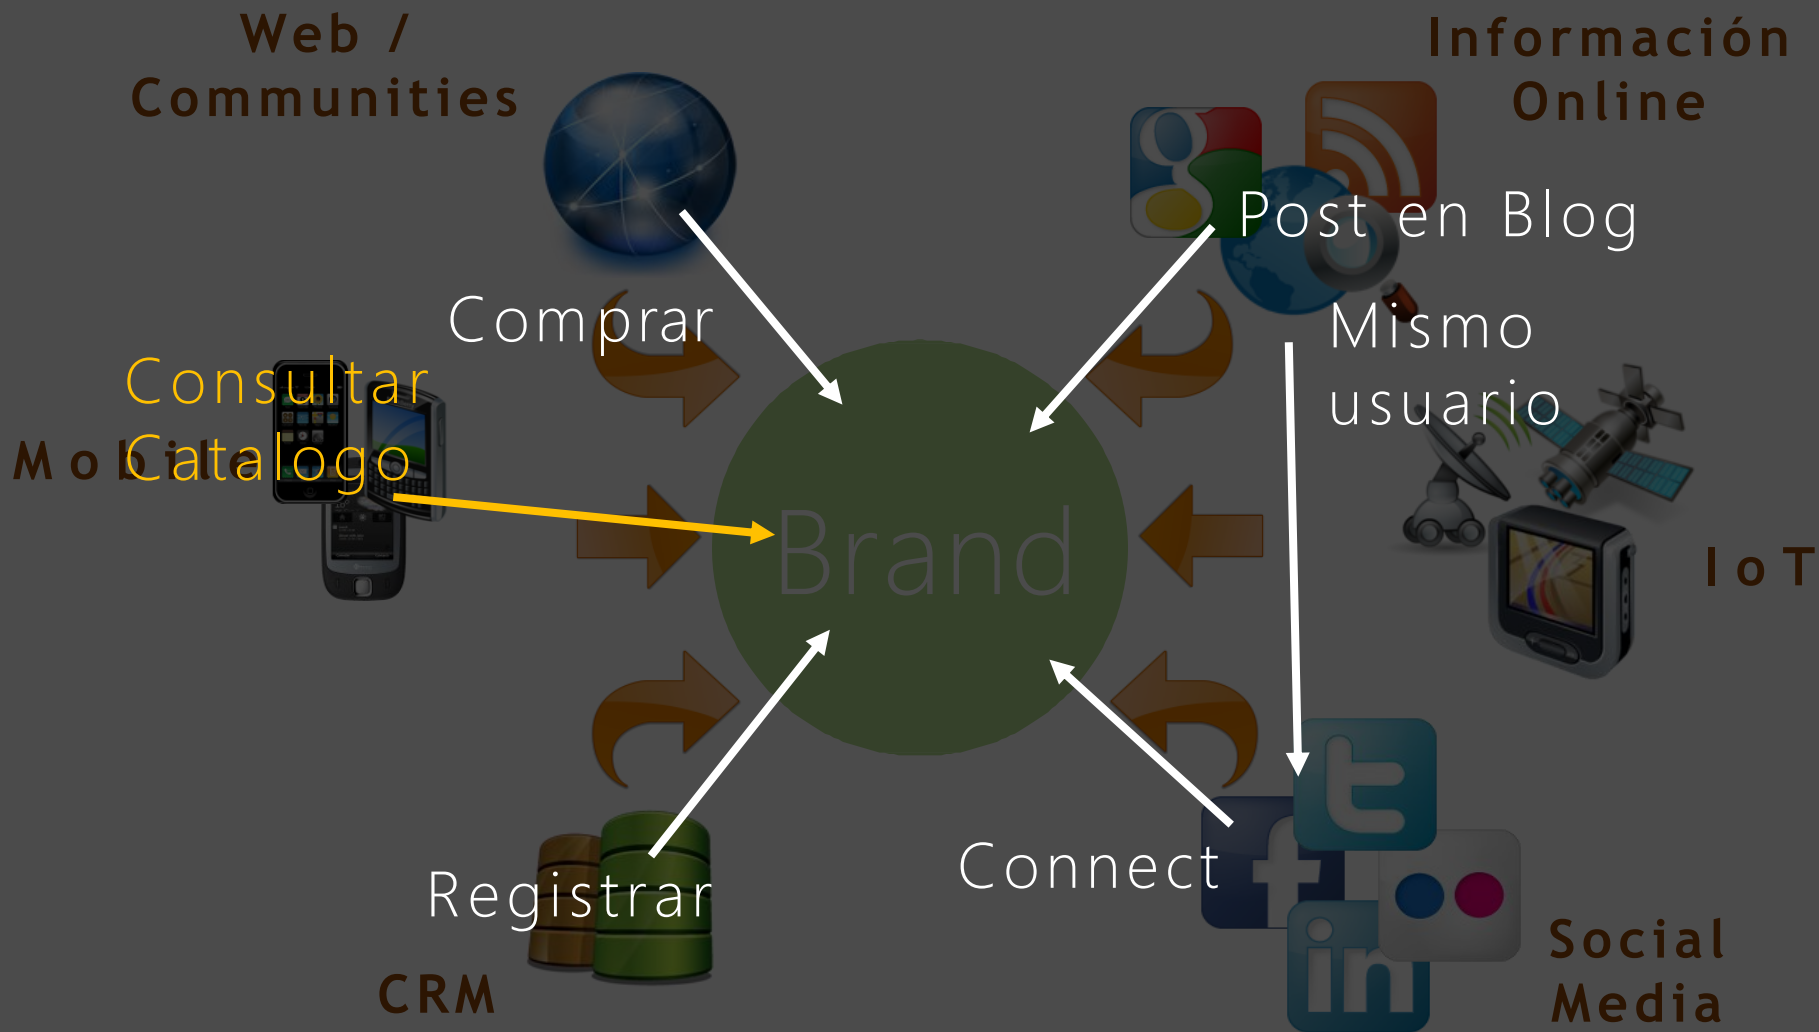 Web /
Communities
Información
Online
Post en Blog
Comprar
Mismo
usuario
Consultar
Catalogo
Mobile
Brand
IoT
Connect
Registrar
CRM
Social
Media